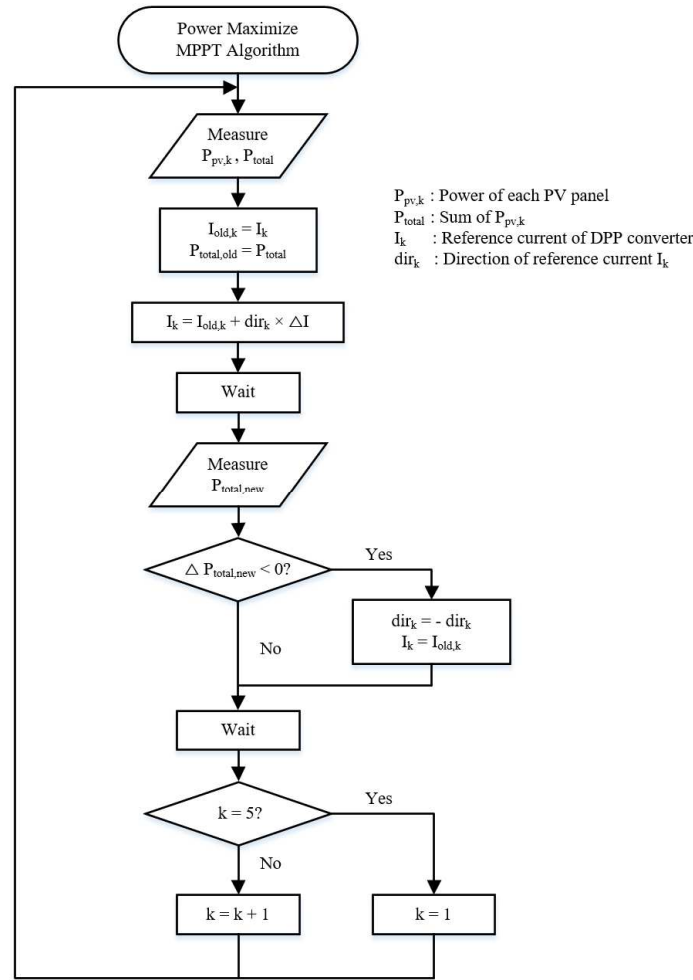 Power Maximize
MPPT Algorithm
Measure
Ppv,k , Ptotal
Iold,k = Ik
Ptotal,old = Ptotal
Ik = Iold,k + dirk × △I
Wait
Measure
Ptotal,new
△ Ptotal,new < 0?
Yes
dirk = - dirk
Ik = Iold,k
No
Wait
k = 5?
Yes
No
k = k + 1
k = 1
Ppv,k : Power of each PV panel
Ptotal : Sum of Ppv,k
Ik : Reference current of DPP converter
dirk : Direction of reference current Ik